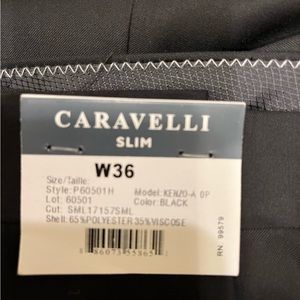 CARAVELLI
SLIM
W36
Size/Taille:
Style: P60501H Model: KENZO-A 0P
Lot: 60501 Color: BLACK
Cut: SML17157SML
Shell: 65%POLYESTER 35%VISCOSE
RN. 99579